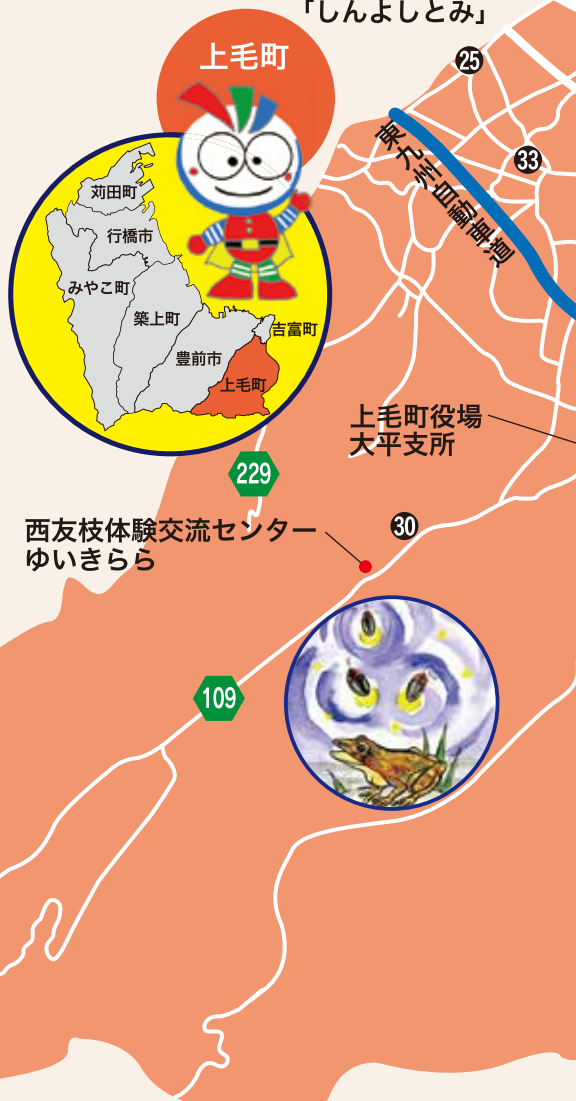 「しんよしとみ」
上毛町
25
33
東九州自動車道
苅田町
行橋市
みやこ町
築上町
吉富町
豊前市
上毛町
上毛町役場
大平支所
229
30
西友枝体験交流センター
ゆいきらら
109